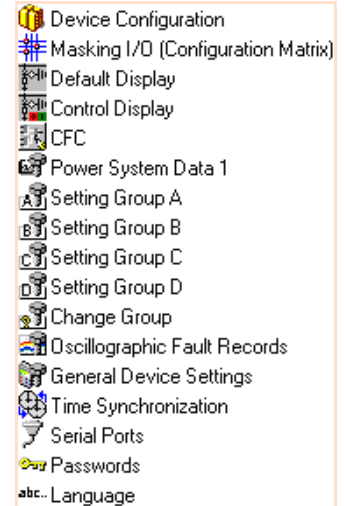 Device Configuration
Masking I/O (Configuration Matrix)
Default Display
Control Display
CFC
Power System Data 1
A Setting Group A
B Setting Group B
C Setting Group C
D Setting Group D
Change Group
Oscillographic Fault Records
General Device Settings
Time Synchronization
Serial Ports
Passwords
abc.. Language